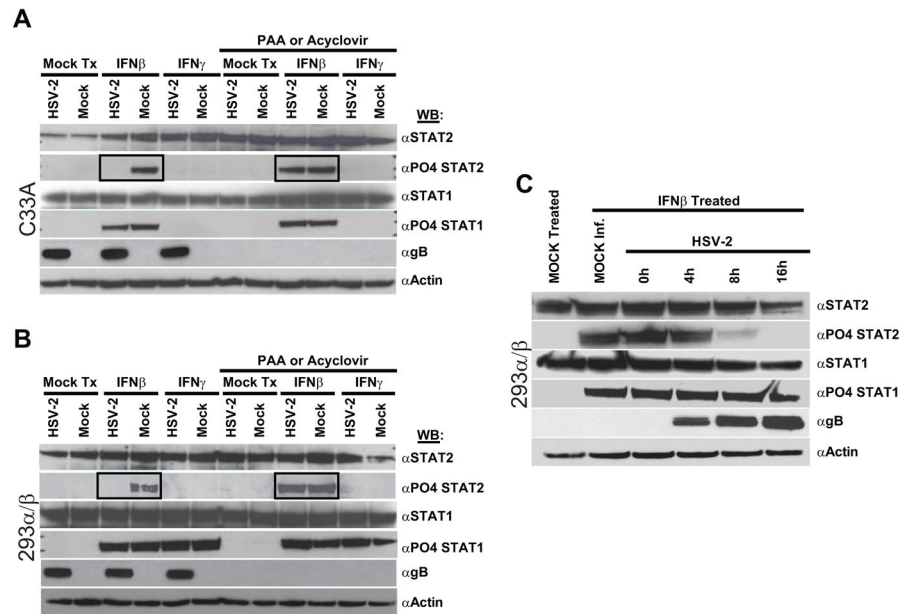 A
PAA or Acyclovir
Mock Tx IFNβ IFNγ Mock Tx IFNβ IFNγ
HSV-2 Mock HSV-2 Mock HSV-2 Mock HSV-2 Mock HSV-2 Mock HSV-2 Mock
WB:
αSTAT2
αPO4 STAT2
αSTAT1
αPO4 STAT1
αgB
αActin
C33A
B
PAA or Acyclovir
Mock Tx IFNβ IFNγ Mock Tx IFNβ IFNγ
HSV-2 Mock HSV-2 Mock HSV-2 Mock HSV-2 Mock HSV-2 Mock HSV-2 Mock
WB:
αSTAT2
αPO4 STAT2
αSTAT1
αPO4 STAT1
αgB
αActin
293α/β
C
IFNβ Treated
HSV-2
MOCK Treated MOCK Inf. 0h 4h 8h 16h
αSTAT2
αPO4 STAT2
αSTAT1
αPO4 STAT1
αgB
αActin
293α/β